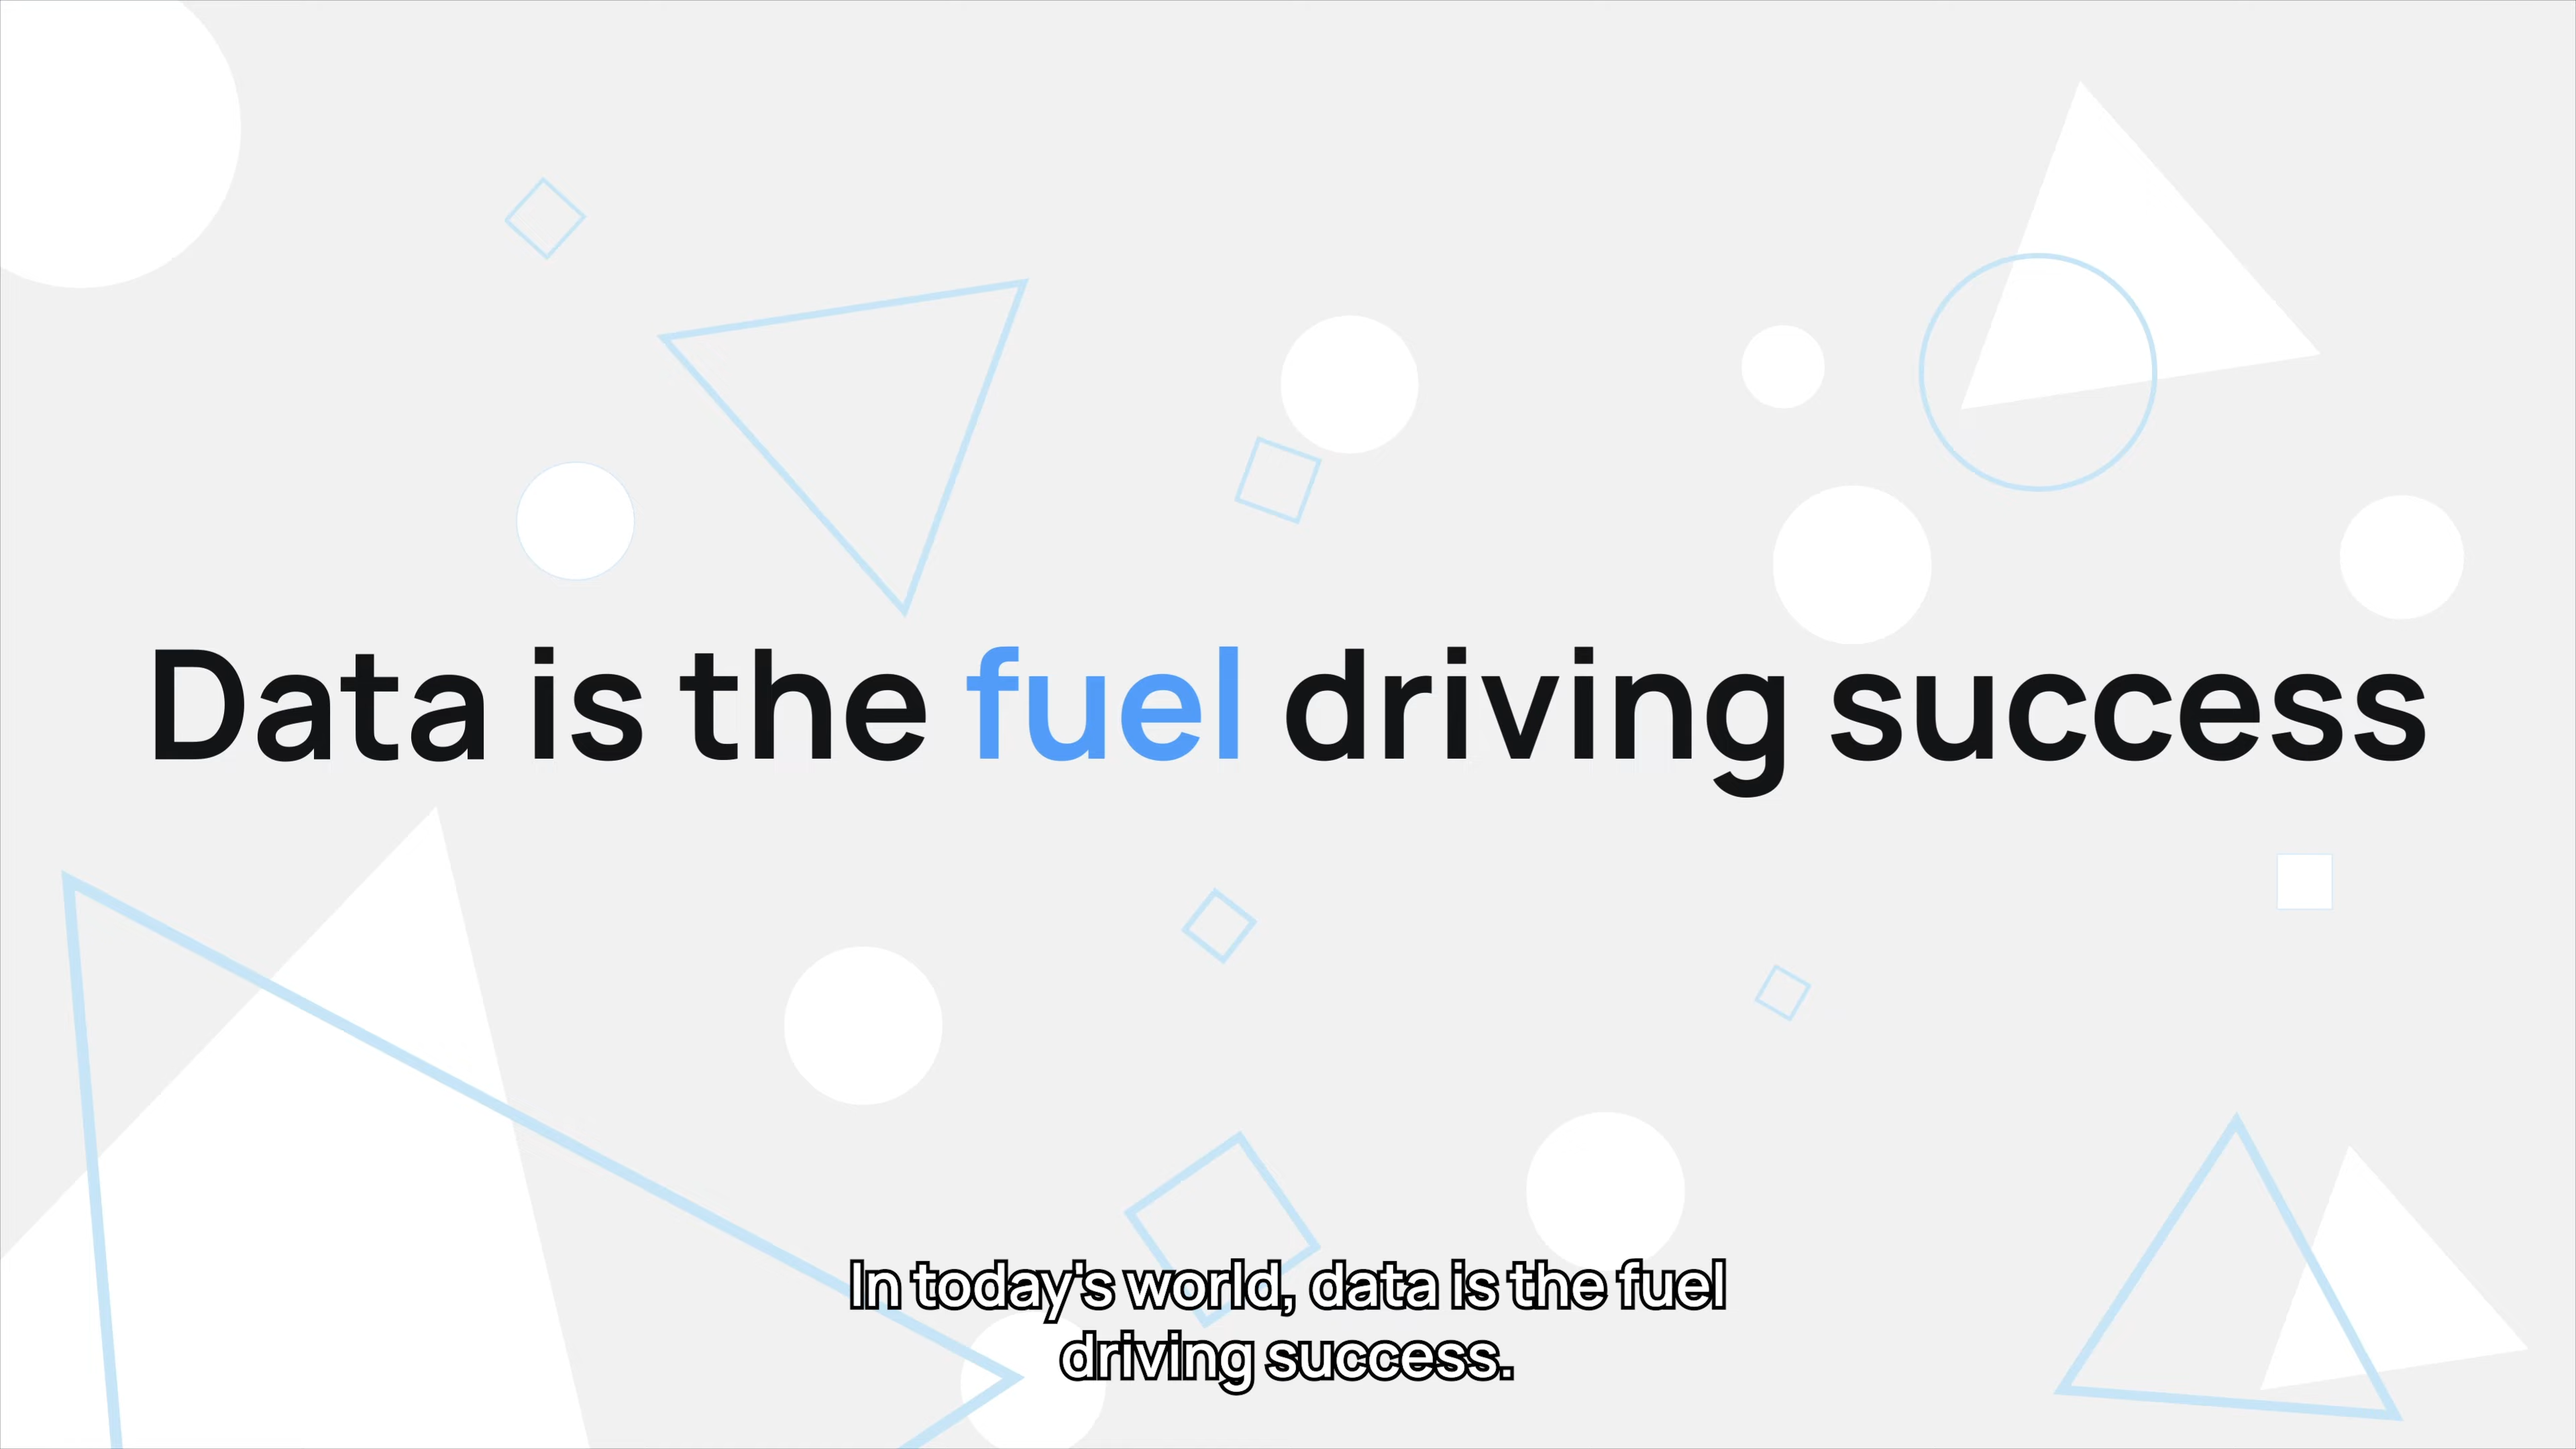 Data is the fuel driving success
In today's world, data is the fuel
driving success.